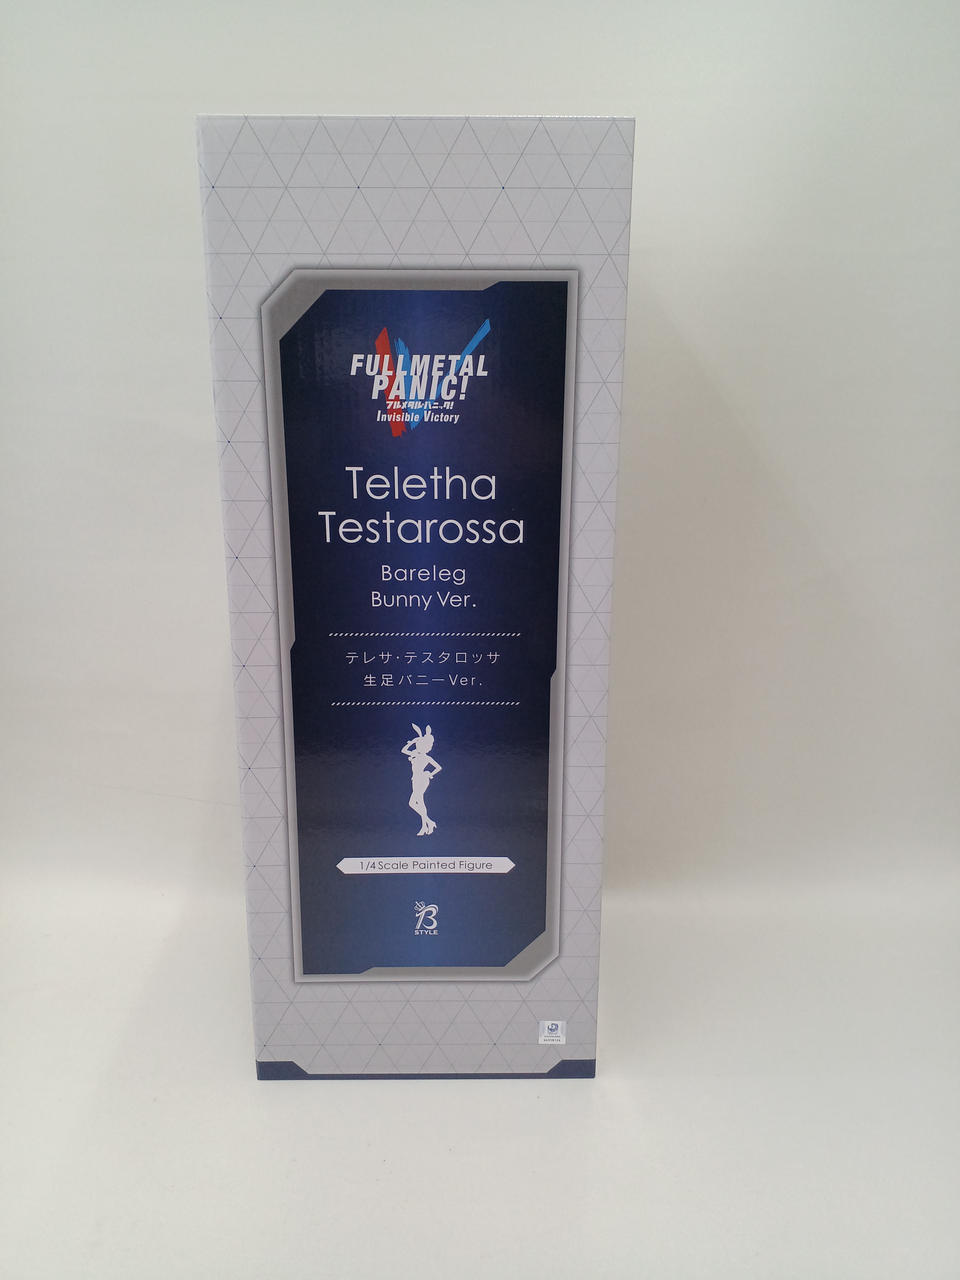 FULLMETAL
PANIC!
フルメタル・パニック!
Invisible Victory
Teletha
Testarossa
Bareleg
Bunny Ver.
テレサ・テスタロッサ
生足バニーVer.
1/4 Scale Painted Figure
B
STYLE